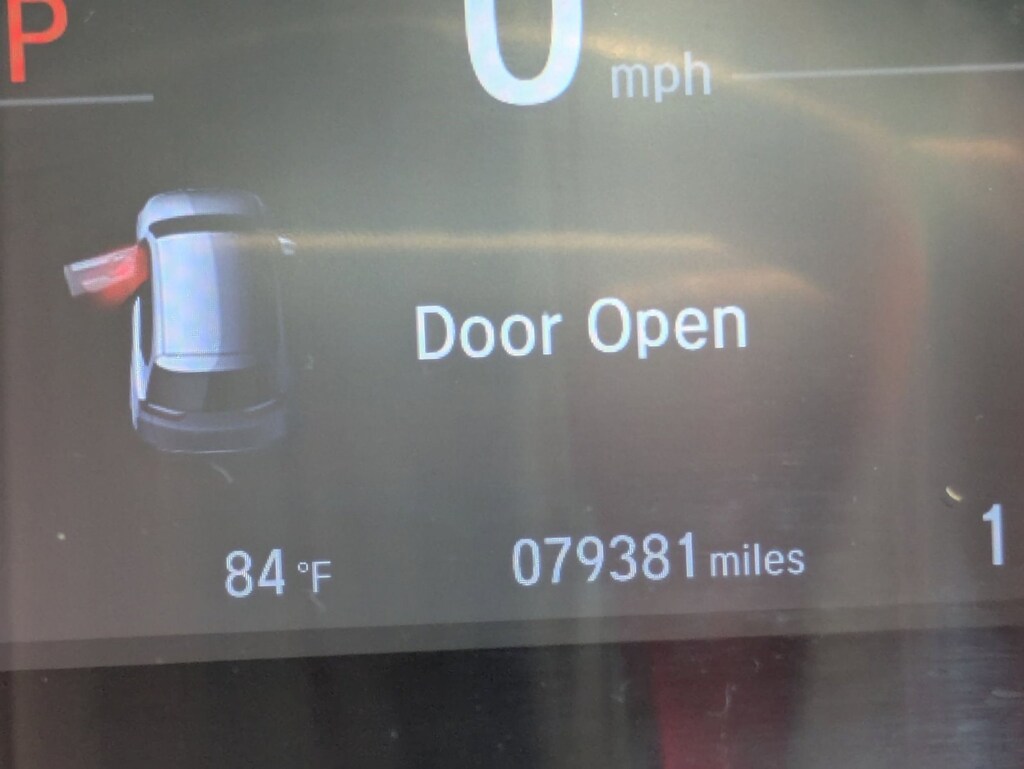 P
0 mph
Door Open
84 °F 079381 miles 1